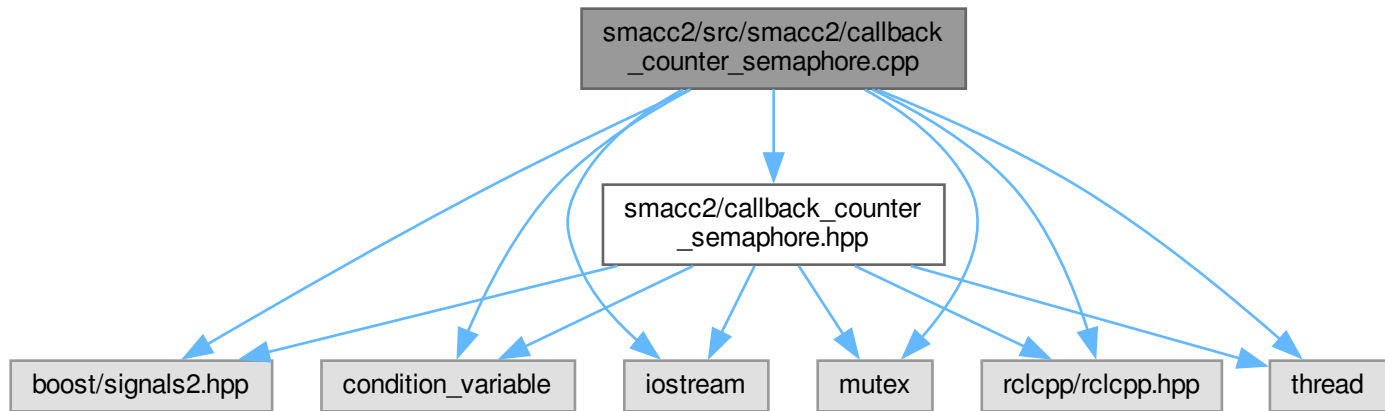 smacc2/src/smacc2/callback
_counter_semaphore.cpp
smacc2/callback_counter
_semaphore.hpp
boost/signals2.hpp
condition_variable
iostream
mutex
rclcpp/rclcpp.hpp
thread